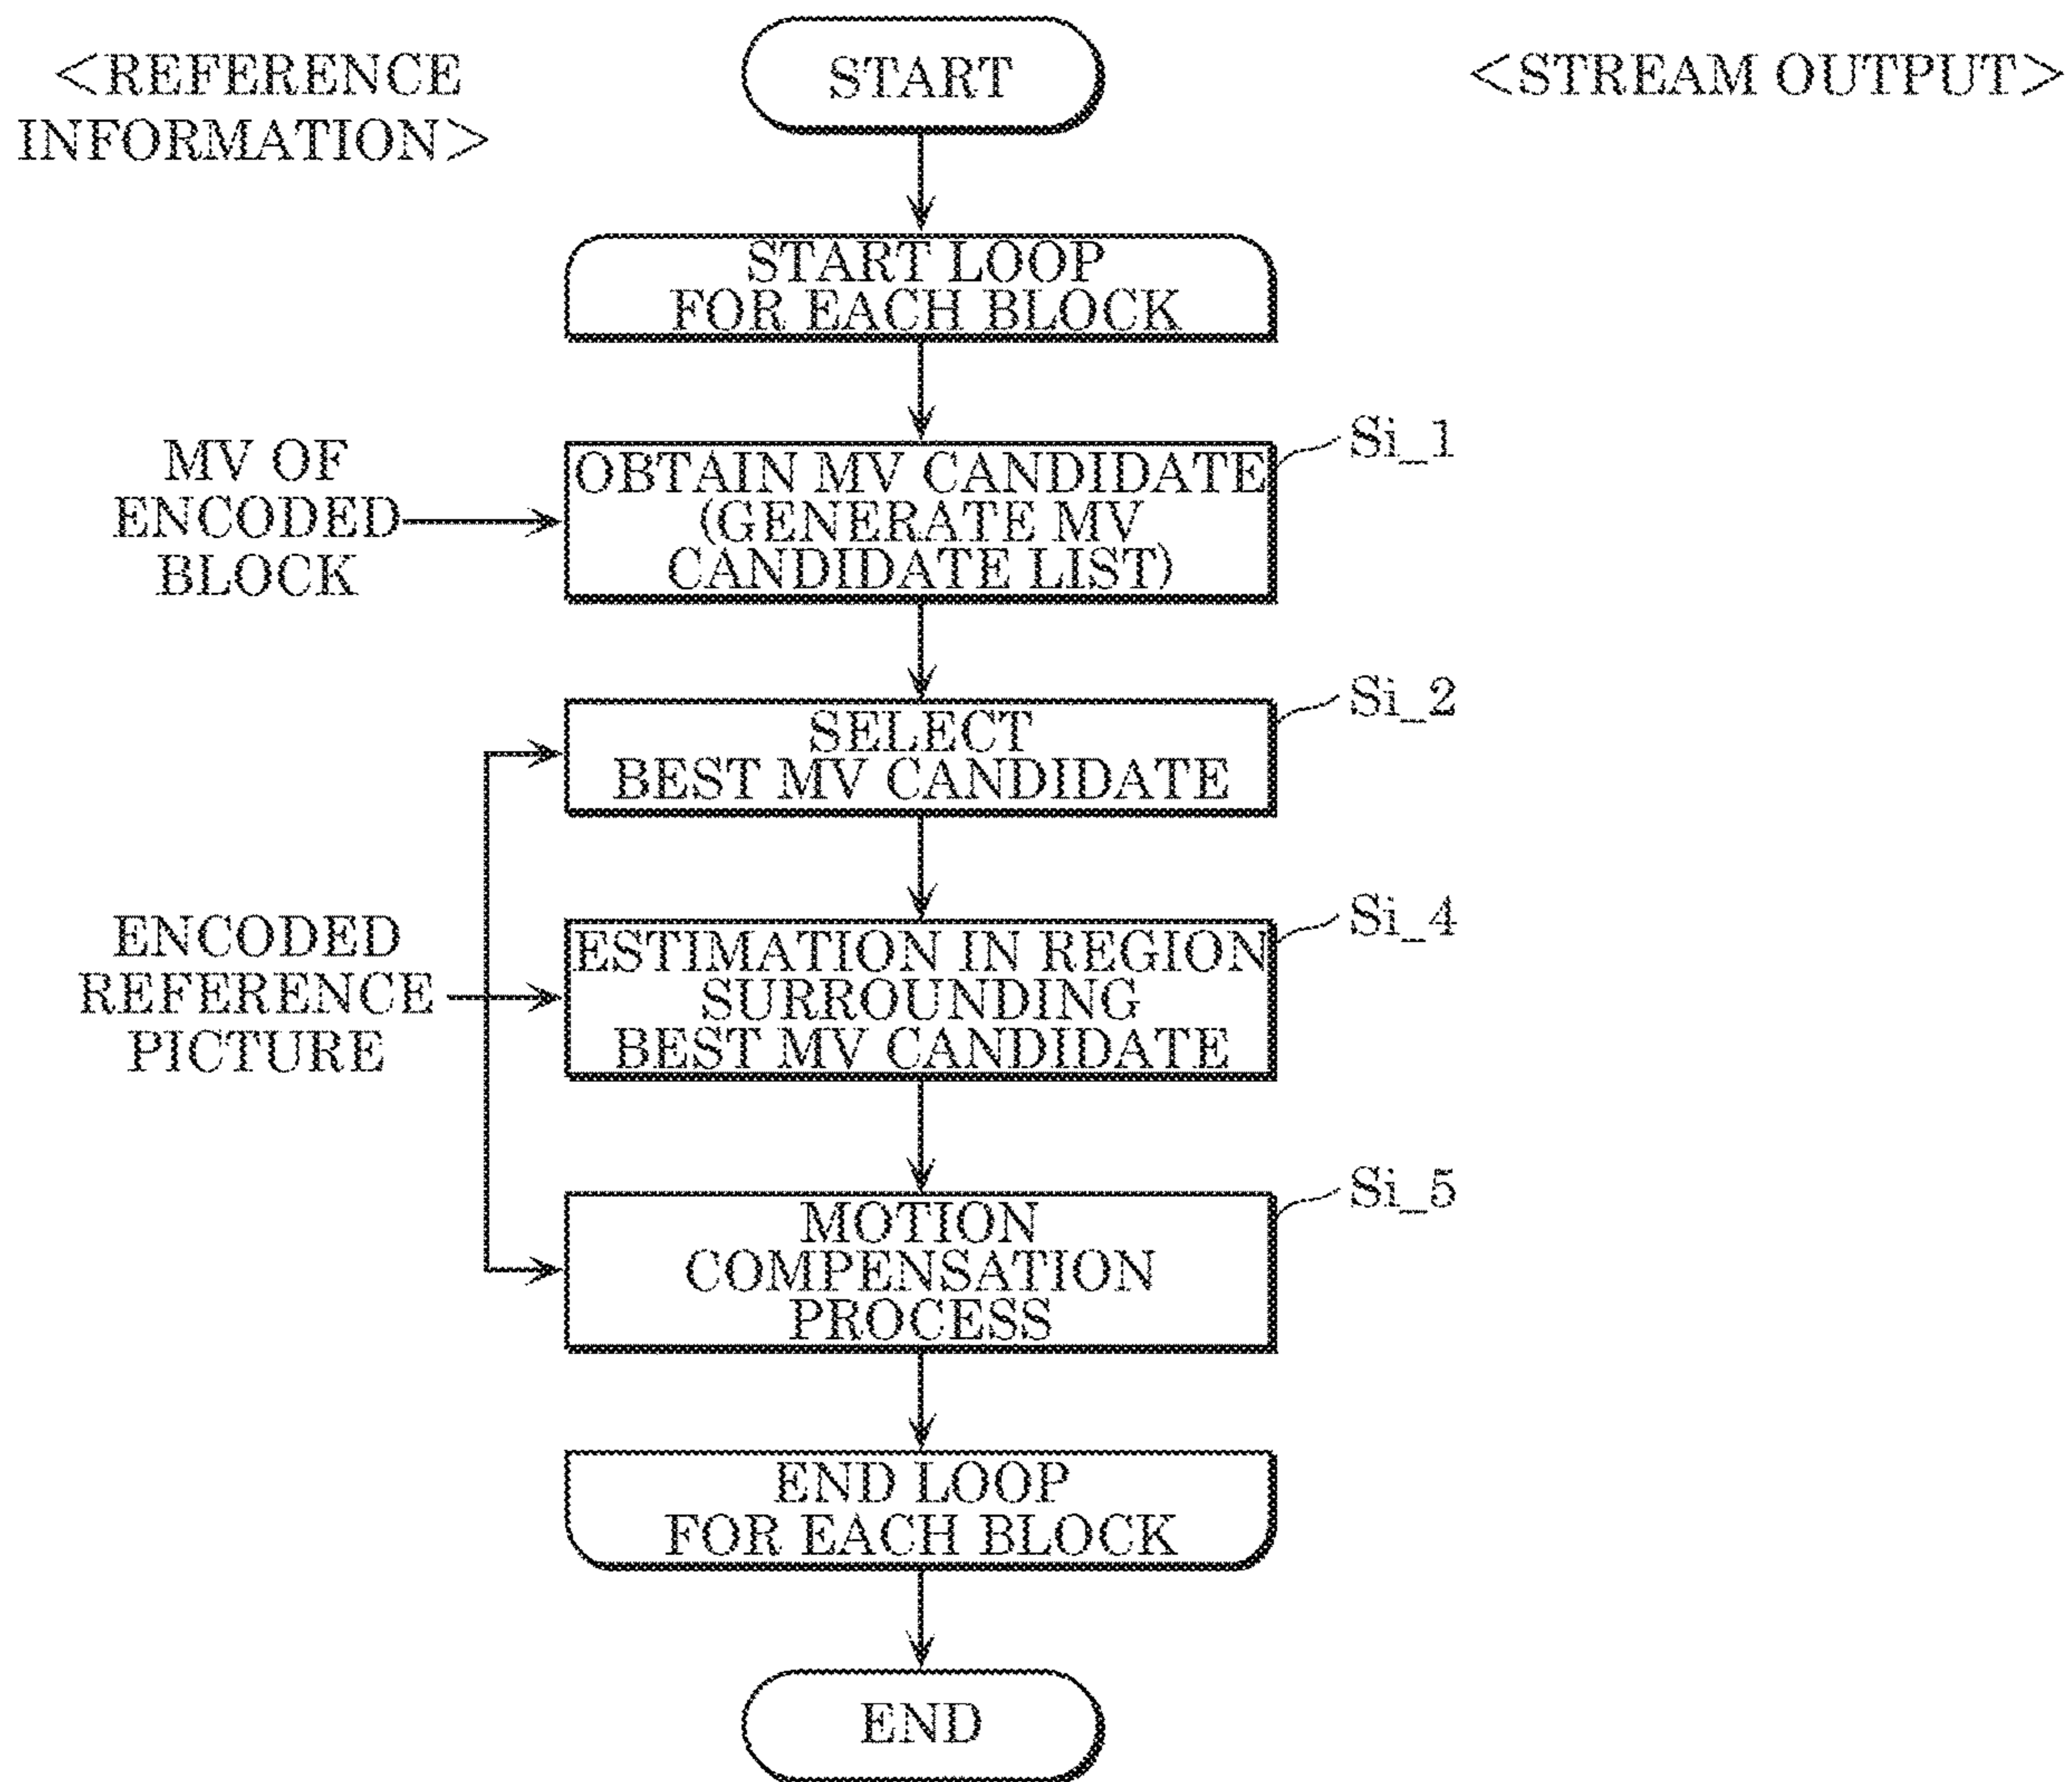 <REFERENCE
INFORMATION>
START
<STREAM OUTPUT>
START LOOP
FOR EACH BLOCK
MV OF
ENCODED
BLOCK
OBTAIN MV CANDIDATE
(GENERATE MV
CANDIDATE LIST)
Si_1
SELECT
BEST MV CANDIDATE
Si_2
ENCODED
REFERENCE
PICTURE
ESTIMATION IN REGION
SURROUNDING
BEST MV CANDIDATE
Si_4
MOTION
COMPENSATION
PROCESS
Si_5
END LOOP
FOR EACH BLOCK
END